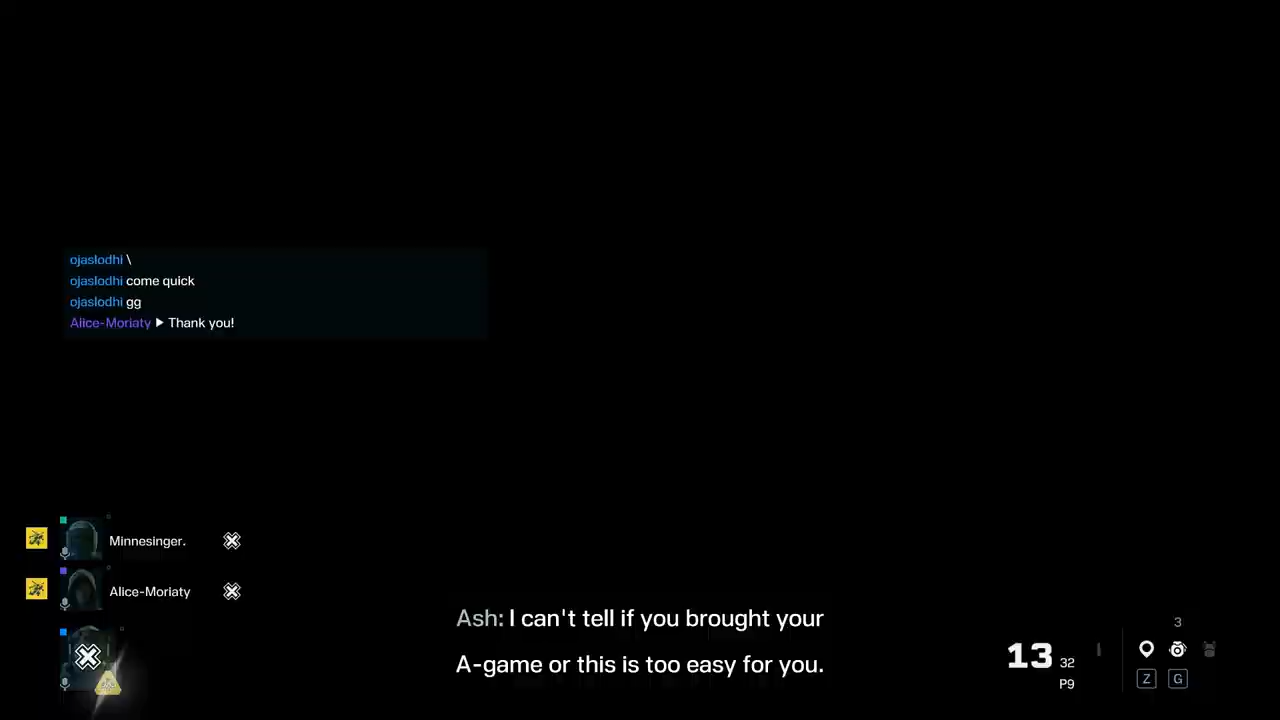 ojaslodhi \
ojaslodhi come quick
ojaslodhi gg
Alice-Moriaty ▶ Thank you!
Minnesinger.
Alice-Moriaty
Ash: I can't tell if you brought your
A-game or this is too easy for you.
3
13 32
P9
Z G